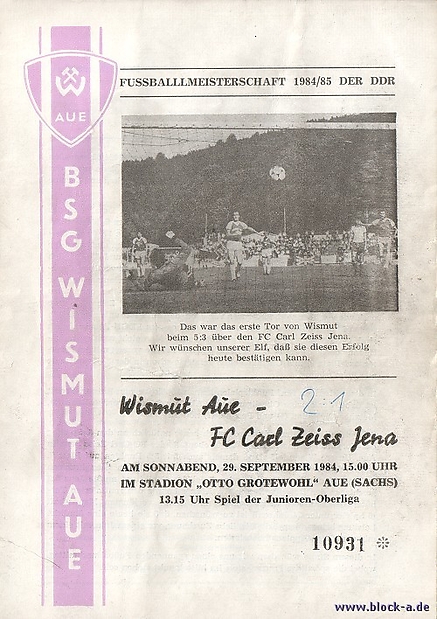 W
AUE
BSG WISMUT AUE
FUSSBALLLMEISTERSCHAFT 1984/85 DER DDR
Das war das erste Tor von Wismut
beim 5:3 über den FC Carl Zeiss Jena.
Wir wünschen unserer Elf, daß sie diesen Erfolg
heute bestätigen kann.
Wismut Aue - 2:1
FC Carl Zeiss Jena
AM SONNABEND, 29. SEPTEMBER 1984, 15.00 UHR
IM STADION „OTTO GROTEWOHL" AUE (SACHS)
13.15 Uhr Spiel der Junioren-Oberliga
10931 *
www.block-a.de